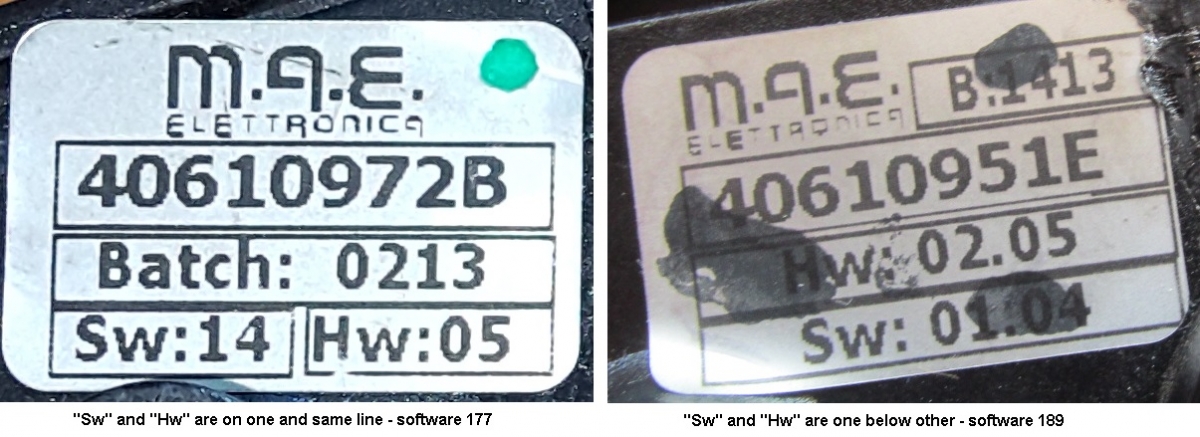 m.a.e.
ELETTRONICA
40610972B
Batch: 0213
Sw:14 Hw:05
"Sw" and "Hw" are on one and same line - software 177
m.a.e. B:1413
ELETTRONICA
40610951E
Hw: 02.05
Sw: 01.04
"Sw" and "Hw" are one below other - software 189